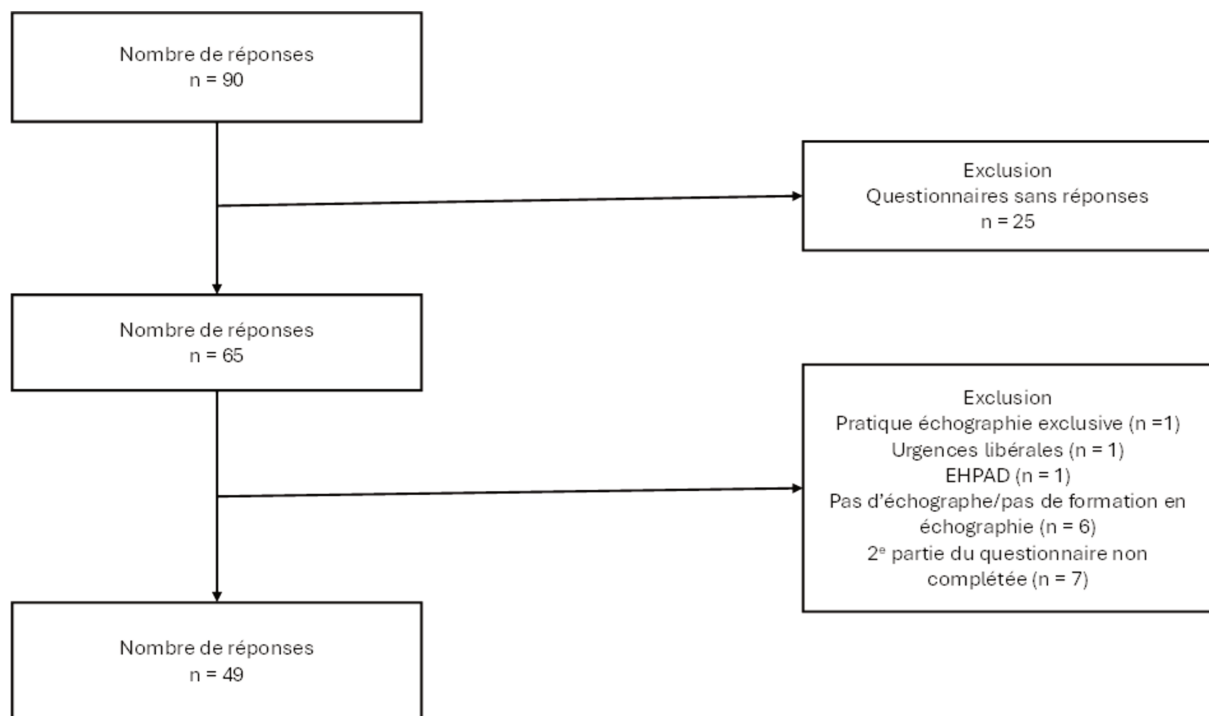 Nombre de réponses
n = 90
Exclusion
Questionnaires sans réponses
n = 25
Nombre de réponses
n = 65
Exclusion
Pratique échographie exclusive (n =1)
Urgences libérales (n = 1)
EHPAD (n = 1)
Pas d’échographe/pas de formation en
échographie (n = 6)
2ᵉ partie du questionnaire non
complétée (n = 7)
Nombre de réponses
n = 49